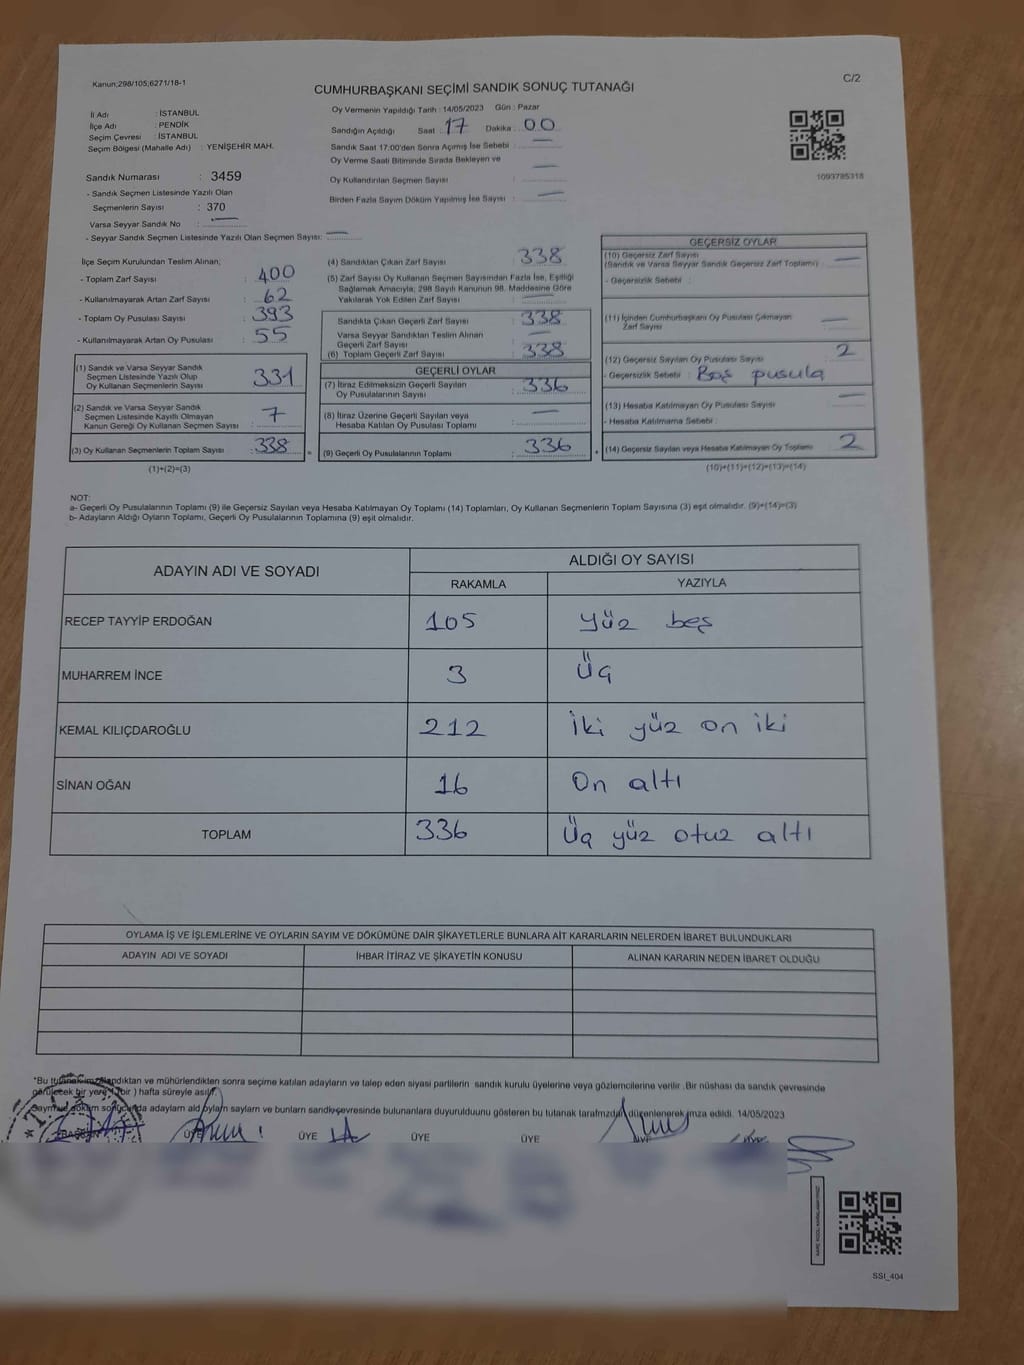 Kanun;298/105;6271/18-1
C/2
CUMHURBAŞKANI SEÇİMİ SANDIK SONUÇ TUTANAĞI
İl Adı : İSTANBUL
İlçe Adı : PENDİK
Seçim Çevresi : İSTANBUL
Seçim Bölgesi (Mahalle Adı) : YENİŞEHİR MAH.
Sandık Numarası : 3459
- Sandık Seçmen Listesinde Yazılı Olan
Seçmenlerin Sayısı : 370
Varsa Seyyar Sandık No :
- Seyyar Sandık Seçmen Listesinde Yazılı Olan Seçmen Sayısı: —
Oy Vermenin Yapıldığı Tarih : 14/05/2023 Gün : Pazar
Sandığın Açıldığı Saat : 17 Dakika : 00
Sandık Saat 17:00'den Sonra Açımış İse Sebebi : —
Oy Verme Saati Bitiminde Sırada Bekleyen ve
Oy Kullandırılan Seçmen Sayısı : —
Birden Fazla Sayım Döküm Yapılmış İse Sayısı : —
1093785318
İlçe Seçim Kurulundan Teslim Alınan;
- Toplam Zarf Sayısı : 400
- Kullanılmayarak Artan Zarf Sayısı : 62
- Toplam Oy Pusulası Sayısı : 393
- Kullanılmayarak Artan Oy Pusulası : 55
(1) Sandık ve Varsa Seyyar Sandık
Seçmen Listesinde Yazılı Olup
Oy Kullanan Seçmenlerin Sayısı : 331
(2) Sandık ve Varsa Seyyar Sandık
Seçmen Listesinde Kayıtlı Olmayan
Kanun Gereği Oy Kullanan Seçmen Sayısı : 7
(3) Oy Kullanan Seçmenlerin Toplam Sayısı : 338
(1)+(2)=(3)
(4) Sandıktan Çıkan Zarf Sayısı : 338
(5) Zarf Sayısı Oy Kullanan Seçmen Sayısından Fazla İse, Eşitliği
Sağlamak Amacıyla; 298 Sayılı Kanunun 98. Maddesine Göre
Yakılarak Yok Edilen Zarf Sayısı : —
Sandıkta Çıkan Geçerli Zarf Sayısı : 338
Varsa Seyyar Sandıktan Teslim Alınan
Geçerli Zarf Sayısı : —
(6) Toplam Geçerli Zarf Sayısı : 338
GEÇERLİ OYLAR
(7) İtiraz Edilmeksizin Geçerli Sayılan
Oy Pusulalarının Sayısı : 336
(8) İtiraz Üzerine Geçerli Sayılan veya
Hesaba Katılan Oy Pusulası Toplamı : —
= (9) Geçerli Oy Pusulalarının Toplamı : 336
GEÇERSİZ OYLAR
(10) Geçersiz Zarf Sayısı
(Sandık ve Varsa Seyyar Sandık Geçersiz Zarf Toplamı) : —
- Geçersizlik Sebebi :
(11) İçinden Cumhurbaşkanı Oy Pusulası Çıkmayan
Zarf Sayısı : —
(12) Geçersiz Sayılan Oy Pusulası Sayısı : 2
- Geçersizlik Sebebi : Boş pusula
(13) Hesaba Katılmayan Oy Pusulası Sayısı : —
- Hesaba Katılmama Sebebi :
+ (14) Geçersiz Sayılan veya Hesaba Katılmayan Oy Toplamı : 2
(10)+(11)+(12)+(13)=(14)
NOT:
a- Geçerli Oy Pusulalarının Toplamı (9) ile Geçersiz Sayılan veya Hesaba Katılmayan Oy Toplamı (14) Toplamları, Oy Kullanan Seçmenlerin Toplam Sayısına (3) eşit olmalıdır. (9)+(14)=(3)
b- Adayların Aldığı Oyların Toplamı, Geçerli Oy Pusulalarının Toplamına (9) eşit olmalıdır.
ADAYIN ADI VE SOYADI ALDIĞI OY SAYISI
RAKAMLA YAZIYLA
RECEP TAYYİP ERDOĞAN 105 Yüz beş
MUHARREM İNCE 3 Üç
KEMAL KILIÇDAROĞLU 212 İki yüz on iki
SİNAN OĞAN 16 On altı
TOPLAM 336 Üç yüz otuz altı
OYLAMA İŞ VE İŞLEMLERİNE VE OYLARIN SAYIM VE DÖKÜMÜNE DAİR ŞİKAYETLERLE BUNLARA AİT KARARLARIN NELERDEN İBARET BULUNDUKLARI
ADAYIN ADI VE SOYADI İHBAR İTİRAZ VE ŞİKAYETİN KONUSU ALINAN KARARIN NEDEN İBARET OLDUĞU
*Bu tutanak imzalandıktan ve mühürlendikten sonra seçime katılan adayların ve talep eden siyasi partilerin sandık kurulu üyelerine veya gözlemcilerine verilir .Bir nüshası da sandık çevresinde
görülecek bir yere ( bir ) hafta süreyle asılır.
döküm sonucunda adayların sandık çevresinde bulunanlara duyurulduunu gösteren bu tutanak tarafmzdan düzenlenerek imza edildi. 14/05/2023
BAŞKAN ÜYE ÜYE ÜYE ÜYE
SSI_404